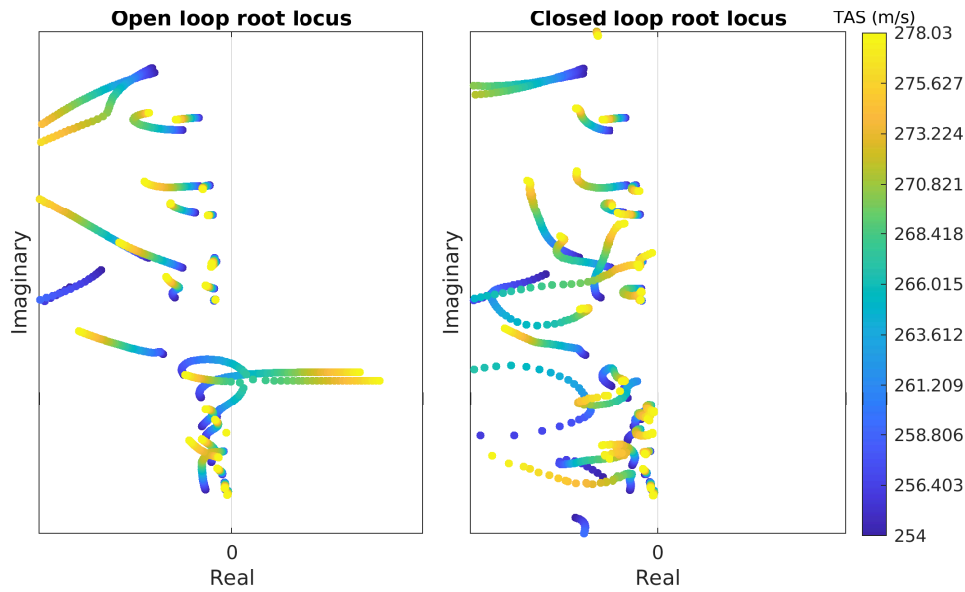 Open loop root locus
Imaginary
0
Real
Closed loop root locus
Imaginary
0
Real
TAS (m/s)
278.03
275.627
273.224
270.821
268.418
266.015
263.612
261.209
258.806
256.403
254